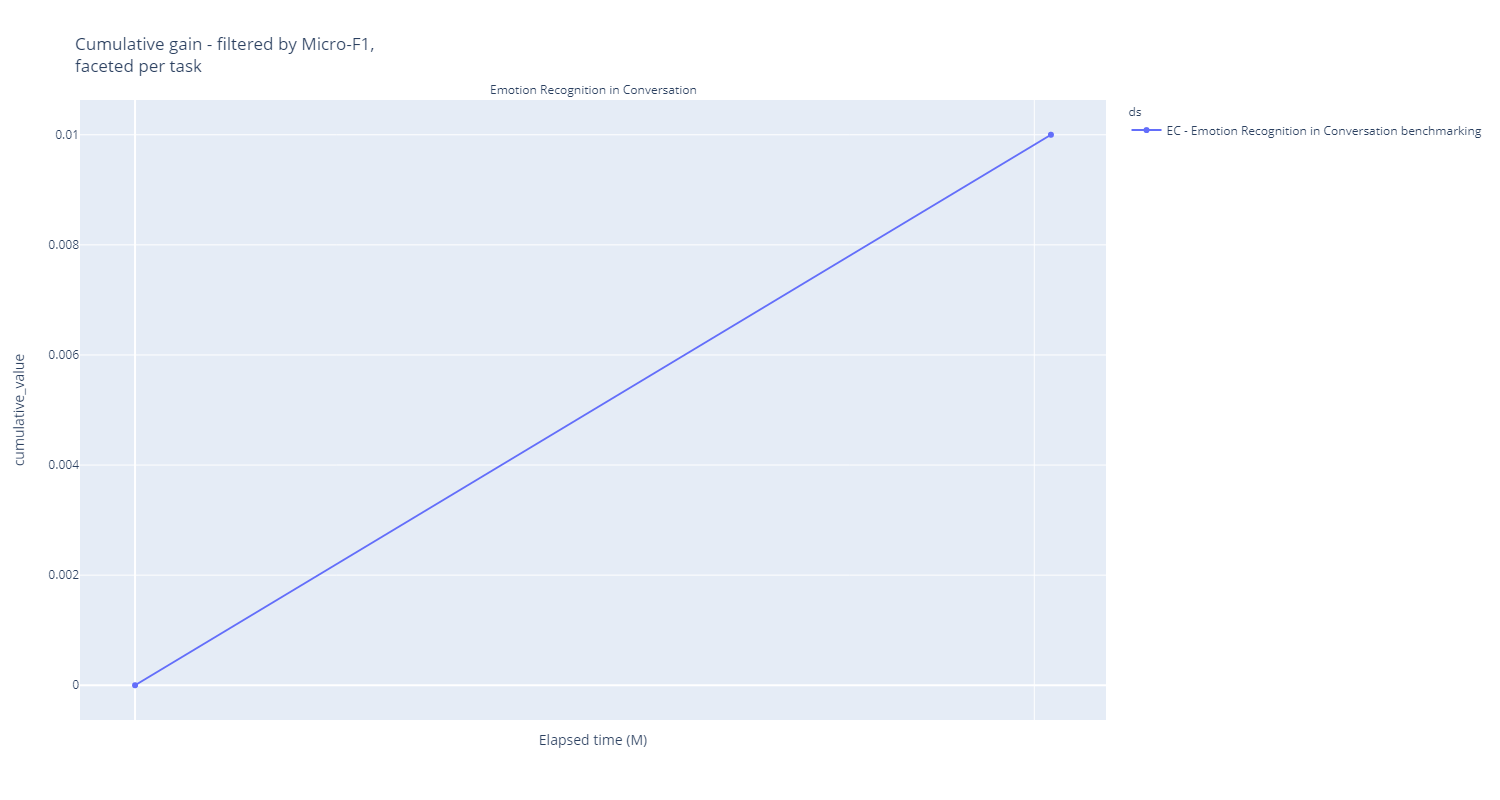 Cumulative gain - filtered by Micro-F1,
faceted per task
Emotion Recognition in Conversation
ds
EC - Emotion Recognition in Conversation benchmarking
0.01
0.008
0.006
0.004
0.002
0
cumulative_value
Elapsed time (M)